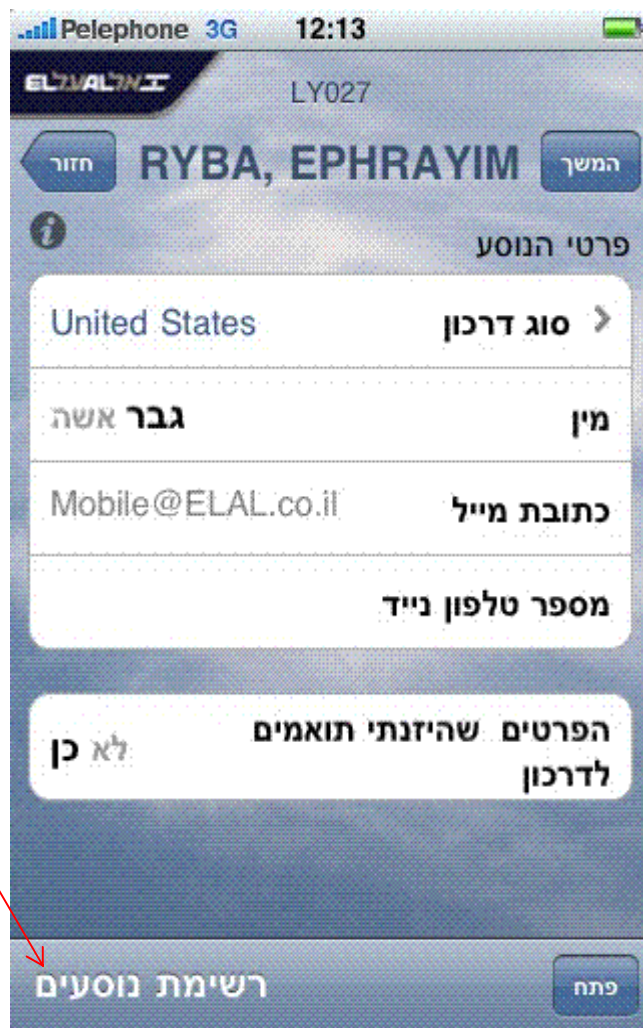 Pelephone 3G 12:13
ELאלALעל
LY027
חזור RYBA, EPHRAYIM המשך
פרטי הנוסע
סוג דרכון United States
מין גבר אשה
כתובת מייל Mobile@ELAL.co.il
מספר טלפון נייד
הפרטים שהיזנתי תואמים
לדרכון
כן לא
פתח רשימת נוסעים